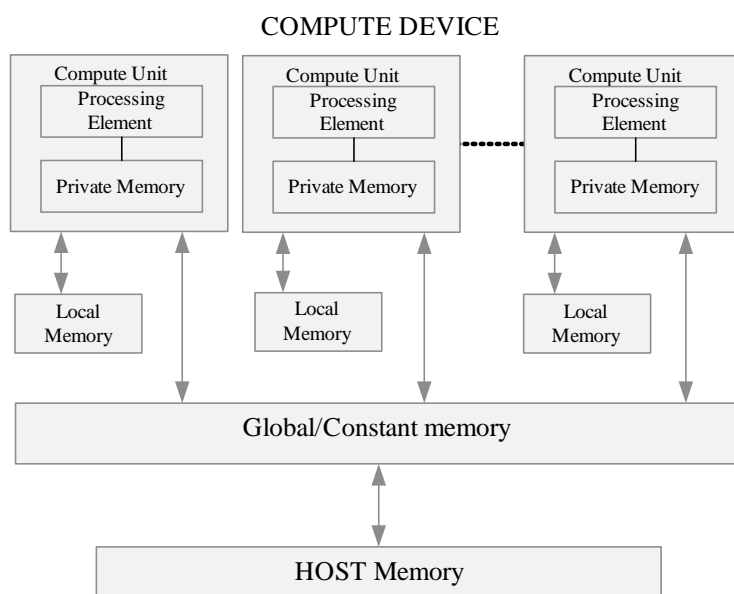 COMPUTE DEVICE
Compute Unit
Processing
Element
Private Memory
Compute Unit
Processing
Element
Private Memory
Compute Unit
Processing
Element
Private Memory
Local
Memory
Local
Memory
Local
Memory
Global/Constant memory
HOST Memory